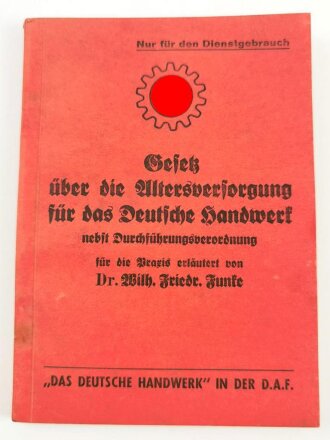 Nur für den Dienstgebrauch
Gesetz
über die Altersversorgung
für das Deutsche Handwerk
nebst Durchführungsverordnung
für die Praxis erläutert von
Dr. Wilh. Friedr. Funke
„DAS DEUTSCHE HANDWERK” IN DER D.A.F.